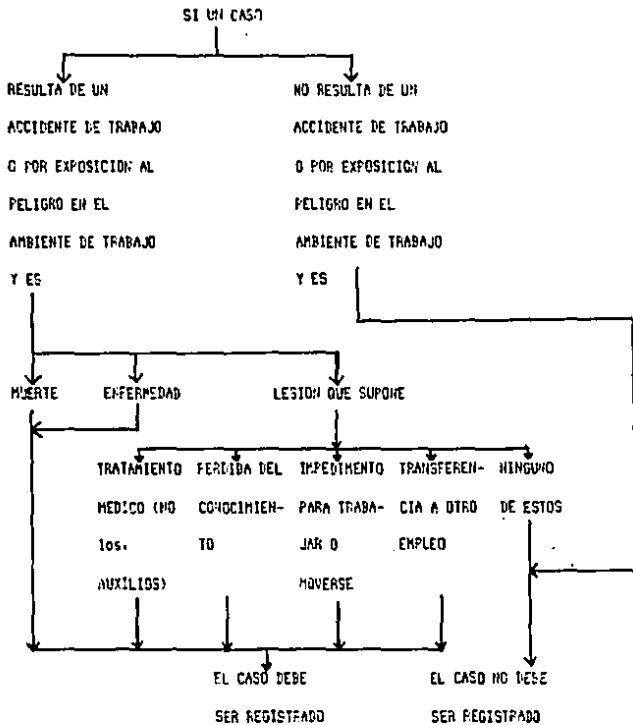 SI UN CASO
RESULTA DE UN
ACCIDENTE DE TRABAJO
O POR EXPOSICION AL
PELIGRO EN EL
AMBIENTE DE TRABAJO
Y ES
NO RESULTA DE UN
ACCIDENTE DE TRABAJO
O POR EXPOSICION AL
PELIGRO EN EL
AMBIENTE DE TRABAJO
Y ES
MUERTE
ENFERMEDAD
LESION QUE SUPONE
TRATAMIENTO
MEDICO (NO
1os.
AUXILIOS)
PERDIDA DEL
CONOCIMIEN-
TO
IMPEDIMENTO
PARA TRABA-
JAR O
MOVERSE
TRANSFEREN-
CIA A OTRO
EMPLEO
NINGUNO
DE ESTOS
EL CASO DEBE
SER REGISTRADO
EL CASO NO DEBE
SER REGISTRADO